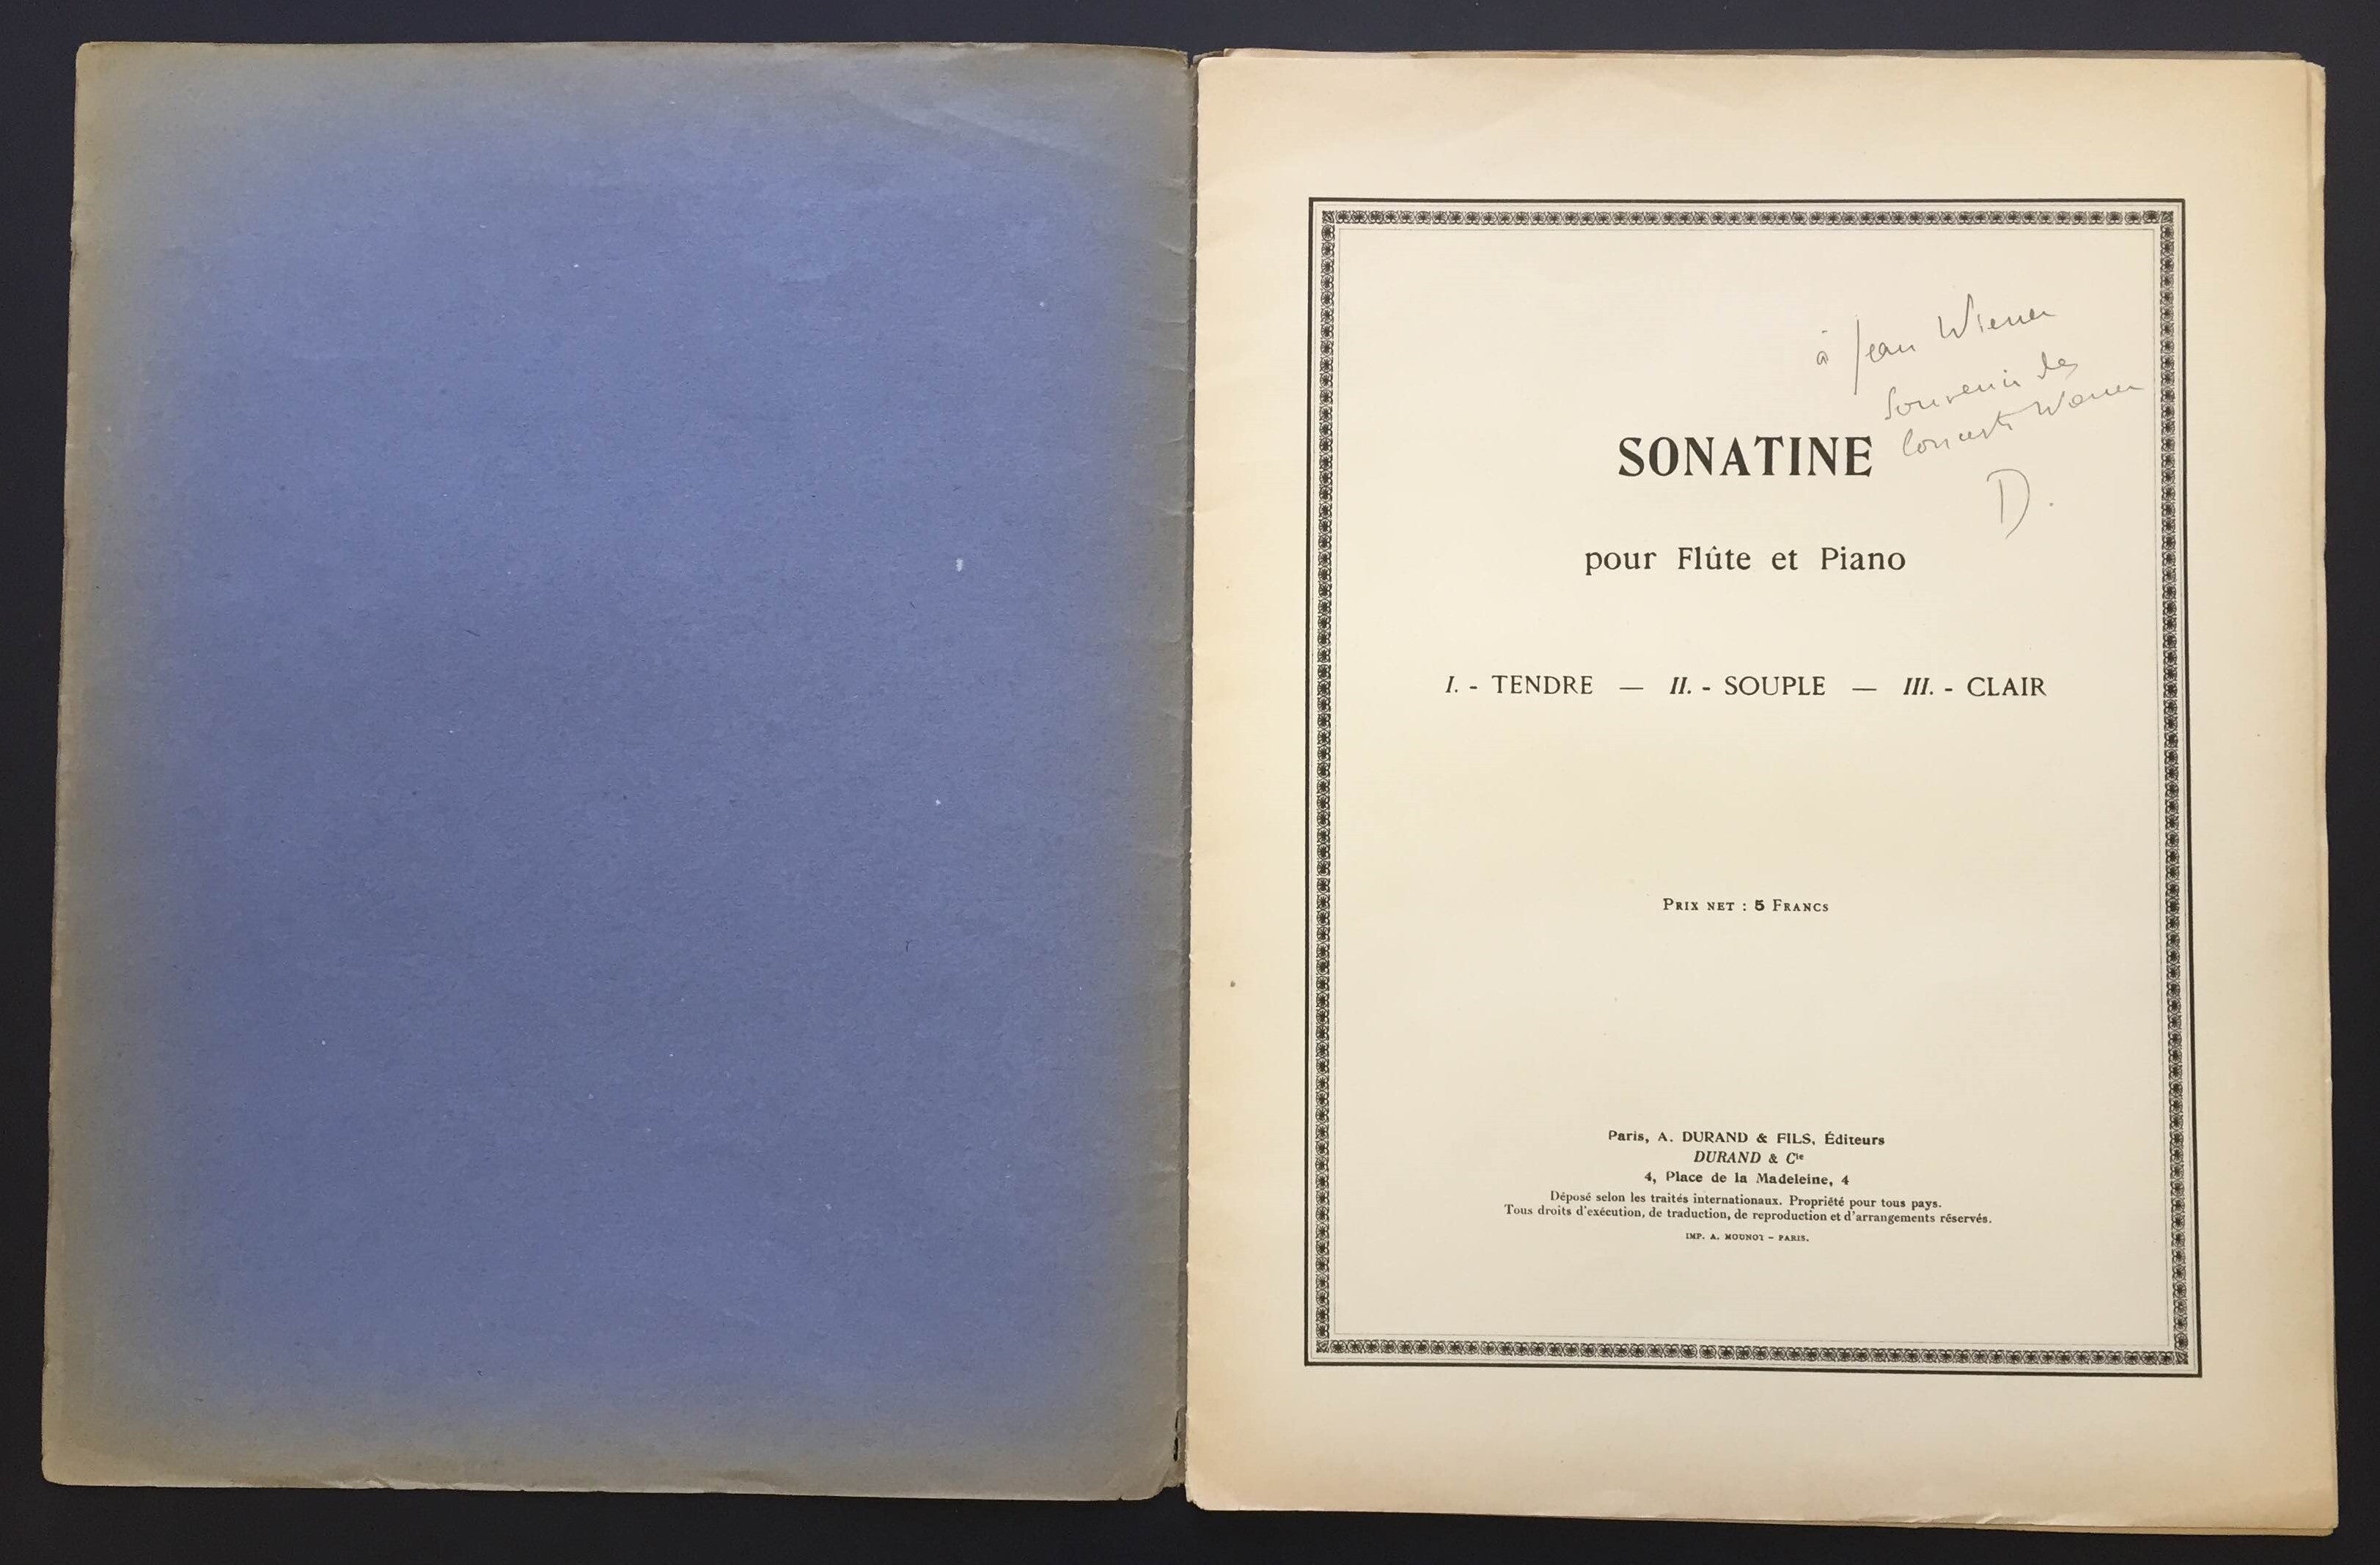 à Jean Wiener
Souvenir des
Concerts Wiener
D.
SONATINE
pour Flûte et Piano
I. - TENDRE — II. - SOUPLE — III. - CLAIR
PRIX NET : 5 FRANCS
Paris, A. DURAND & FILS, Éditeurs
DURAND & Cie
4, Place de la Madeleine, 4
Déposé selon les traités internationaux. Propriété pour tous pays.
Tous droits d'exécution, de traduction, de reproduction et d'arrangements réservés.
IMP. A. MOUNOT – PARIS.